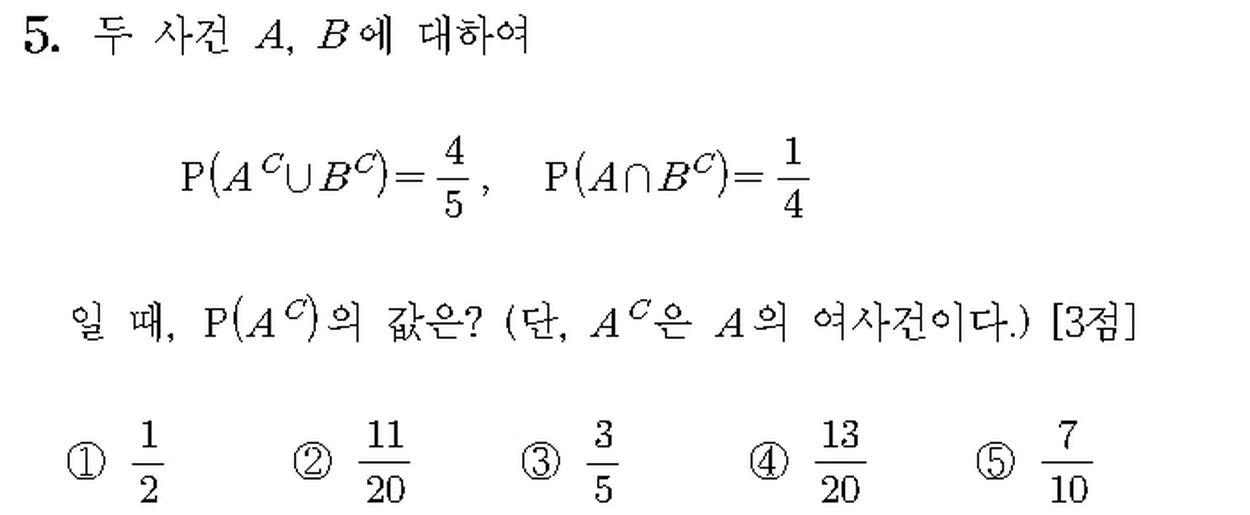 5. 두 사건 A, B에 대하여
P(A^C∪B^C)=4/5, P(A∩B^C)=1/4
일 때, P(A^C)의 값은? (단, A^C은 A의 여사건이다.) [3점]
① 1/2 ② 11/20 ③ 3/5 ④ 13/20 ⑤ 7/10